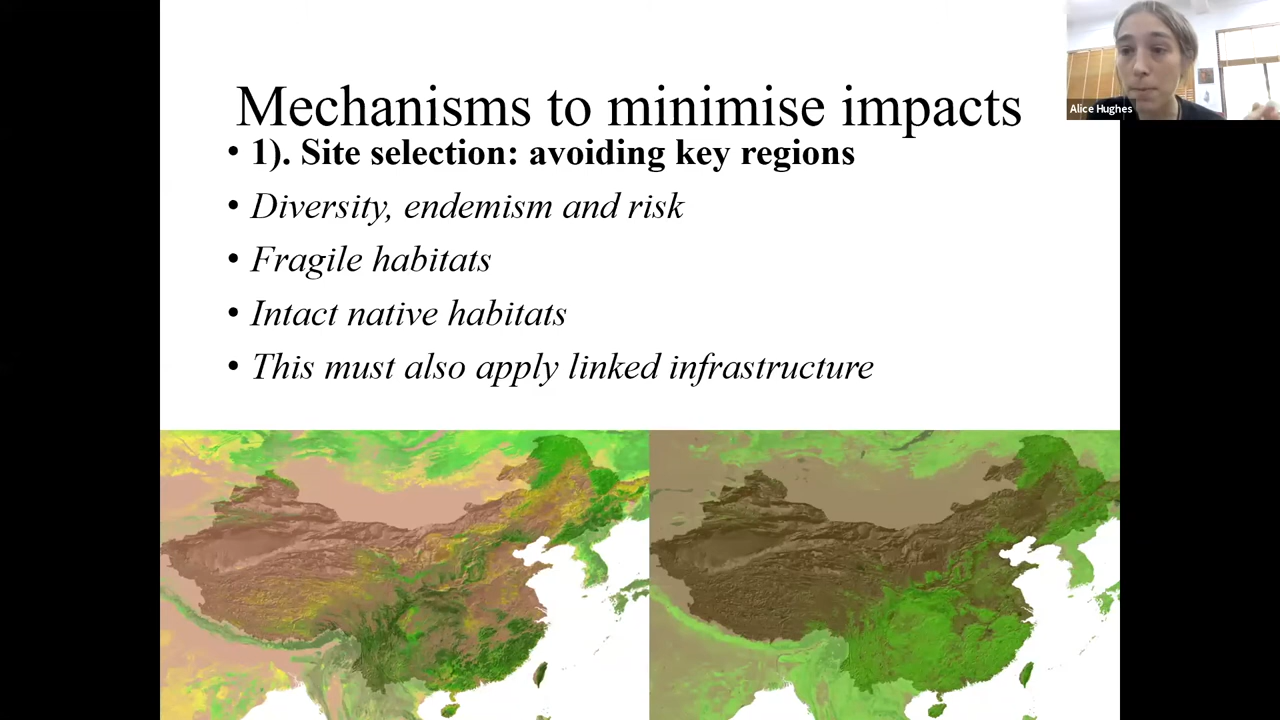 Mechanisms to minimise impacts
• 1). Site selection: avoiding key regions
• Diversity, endemism and risk
• Fragile habitats
• Intact native habitats
• This must also apply linked infrastructure
Alice Hughes